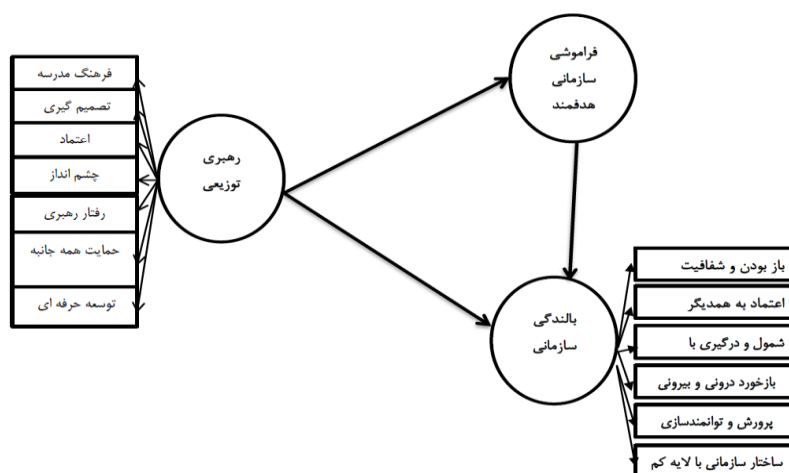 فراموشی
سازمانی
هدفمند
فرهنگ مدرسه
تصمیم گیری
اعتماد
چشم انداز
رفتار رهبری
حمایت همه جانبه
توسعه حرفه ای
رهبری
توزیعی
بالندگی
سازمانی
باز بودن و شفافیت
اعتماد به همدیگر
شمول و درگیری با
بازخورد درونی و بیرونی
پرورش و توانمندسازی
ساختار سازمانی با لایه کم